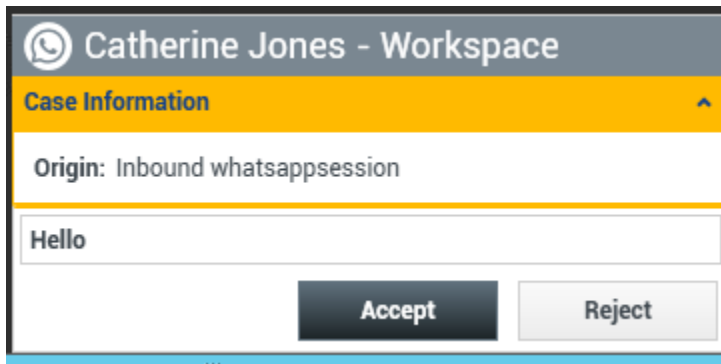 Catherine Jones - Workspace
Case Information
Origin: Inbound whatsappsession
Hello
Accept Reject